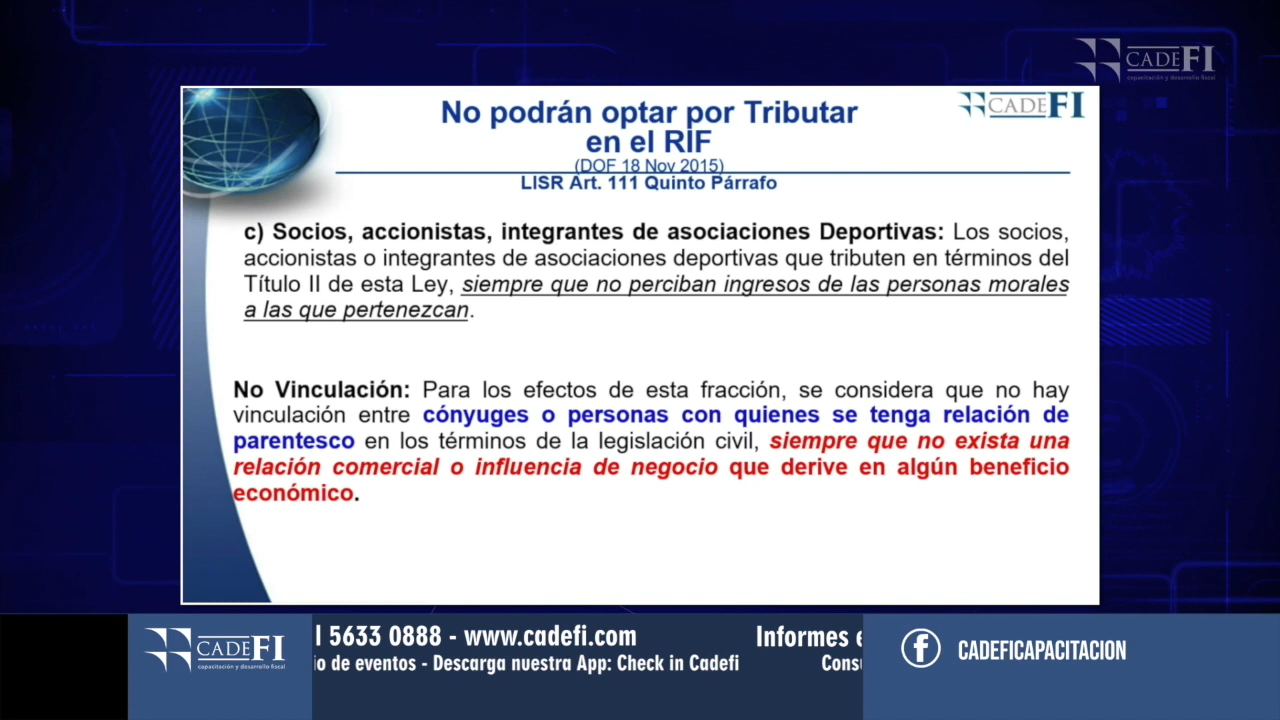 CADEFI
capacitación y desarrollo fiscal
No podrán optar por Tributar
en el RIF
(DOF 18 Nov 2015)
LISR Art. 111 Quinto Párrafo
CADEFI
c) Socios, accionistas, integrantes de asociaciones Deportivas: Los socios,
accionistas o integrantes de asociaciones deportivas que tributen en términos del
Título II de esta Ley, siempre que no perciban ingresos de las personas morales
a las que pertenezcan.
No Vinculación: Para los efectos de esta fracción, se considera que no hay
vinculación entre cónyuges o personas con quienes se tenga relación de
parentesco en los términos de la legislación civil, siempre que no exista una
relación comercial o influencia de negocio que derive en algún beneficio
económico.
CADEFI
capacitación y desarrollo fiscal
5633 0888 - www.cadefi.com Informes
de eventos - Descarga nuestra App: Check in Cadefi
CADEFICAPACITACION